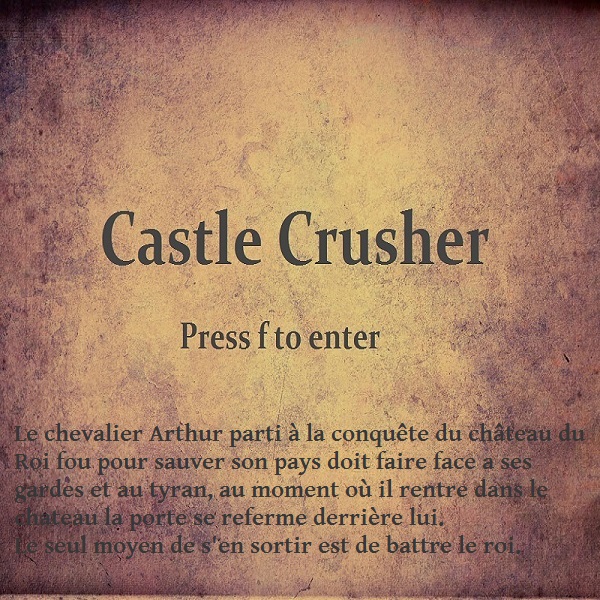 Castle Crusher
Press f to enter
Le chevalier Arthur parti à la conquête du château du
Roi fou pour sauver son pays doit faire face a ses
gardes et au tyran, au moment où il rentre dans le
chateau la porte se referme derrière lui.
Le seul moyen de s'en sortir est de battre le roi.